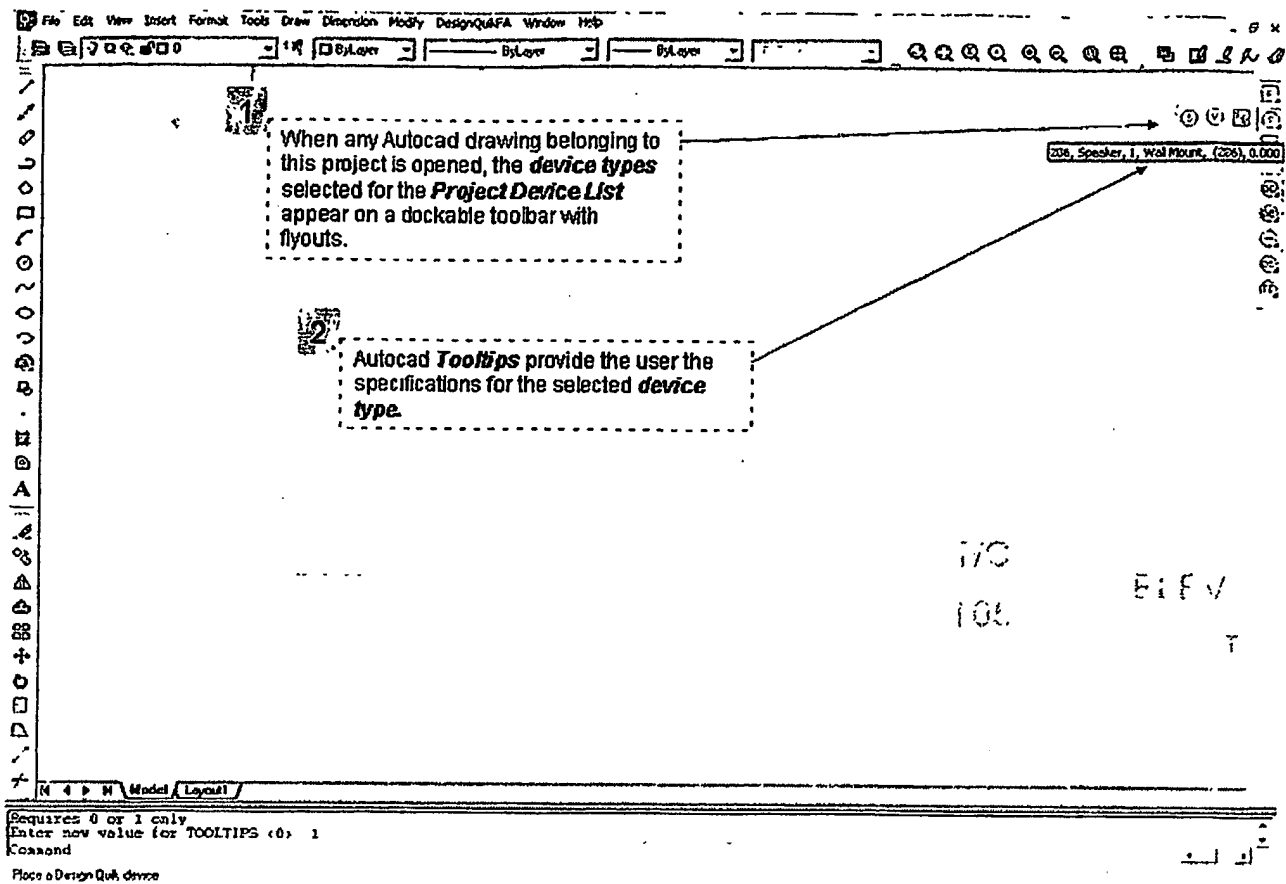 File Edit View Insert Format Tools Draw Dimension Modify DesignQuikFA Window Help
0 ByLayer ByLayer ByLayer
1
When any Autocad drawing belonging to
this project is opened, the device types
selected for the Project Device List
appear on a dockable toolbar with
flyouts.
206, Speaker, 1, Wall Mount, (206), 0.000
2
Autocad Tooltips provide the user the
specifications for the selected device
type.
A
Model Layout1
Requires 0 or 1 only
Enter new value for TOOLTIPS <0> 1
Command
Place a Design Quik device